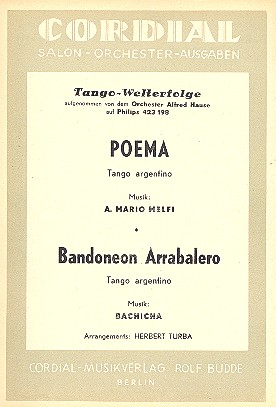 CORDIAL
SALON - ORCHESTER - AUSGABEN
Tango-Welterfolge
aufgenommen von dem Orchester Alfred Hause
auf Philips 423 198
POEMA
Tango argentino
Musik:
A. MARIO MELFI
•
Bandoneon Arrabalero
Tango argentino
Musik:
BACHICHA
Arrangements: HERBERT TURBA
CORDIAL-MUSIKVERLAG ROLF BUDDE
BERLIN